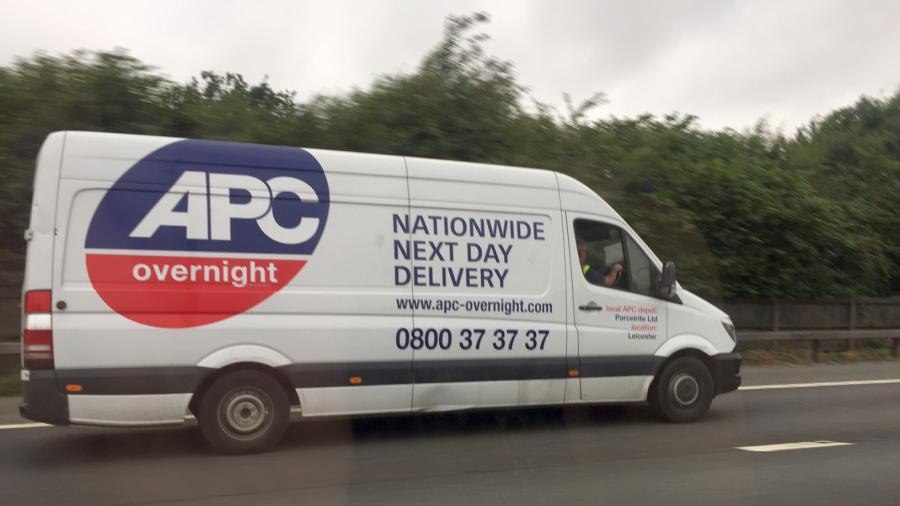 APC
overnight
NATIONWIDE
NEXT DAY
DELIVERY
www.apc-overnight.com
0800 37 37 37
local APC depot:
Parcelrite Ltd
location:
Leicester